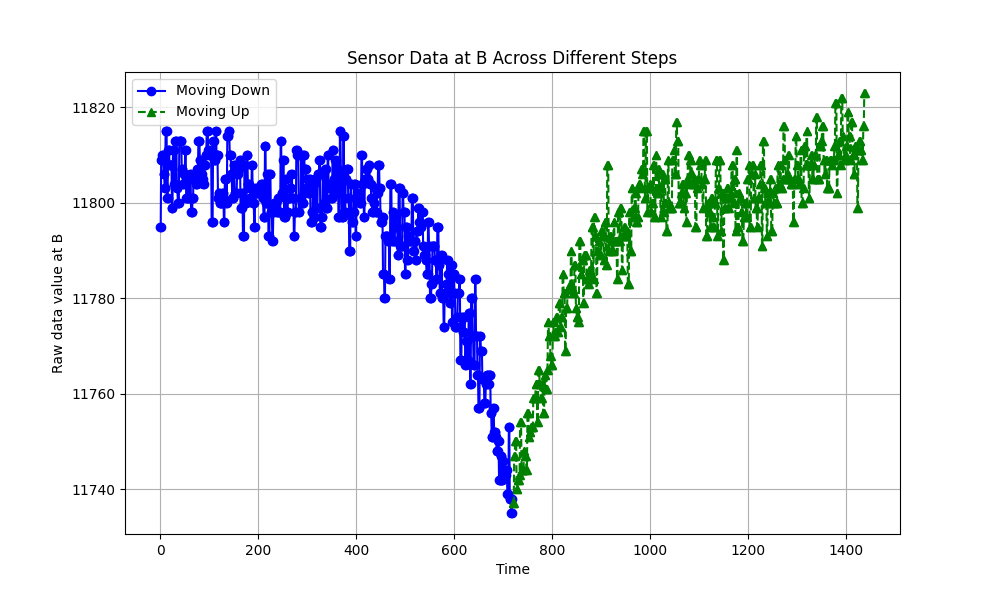 Sensor Data at B Across Different Steps
Moving Down
Moving Up
Raw data value at B
11820
11800
11780
11760
11740
0 200 400 600 800 1000 1200 1400
Time